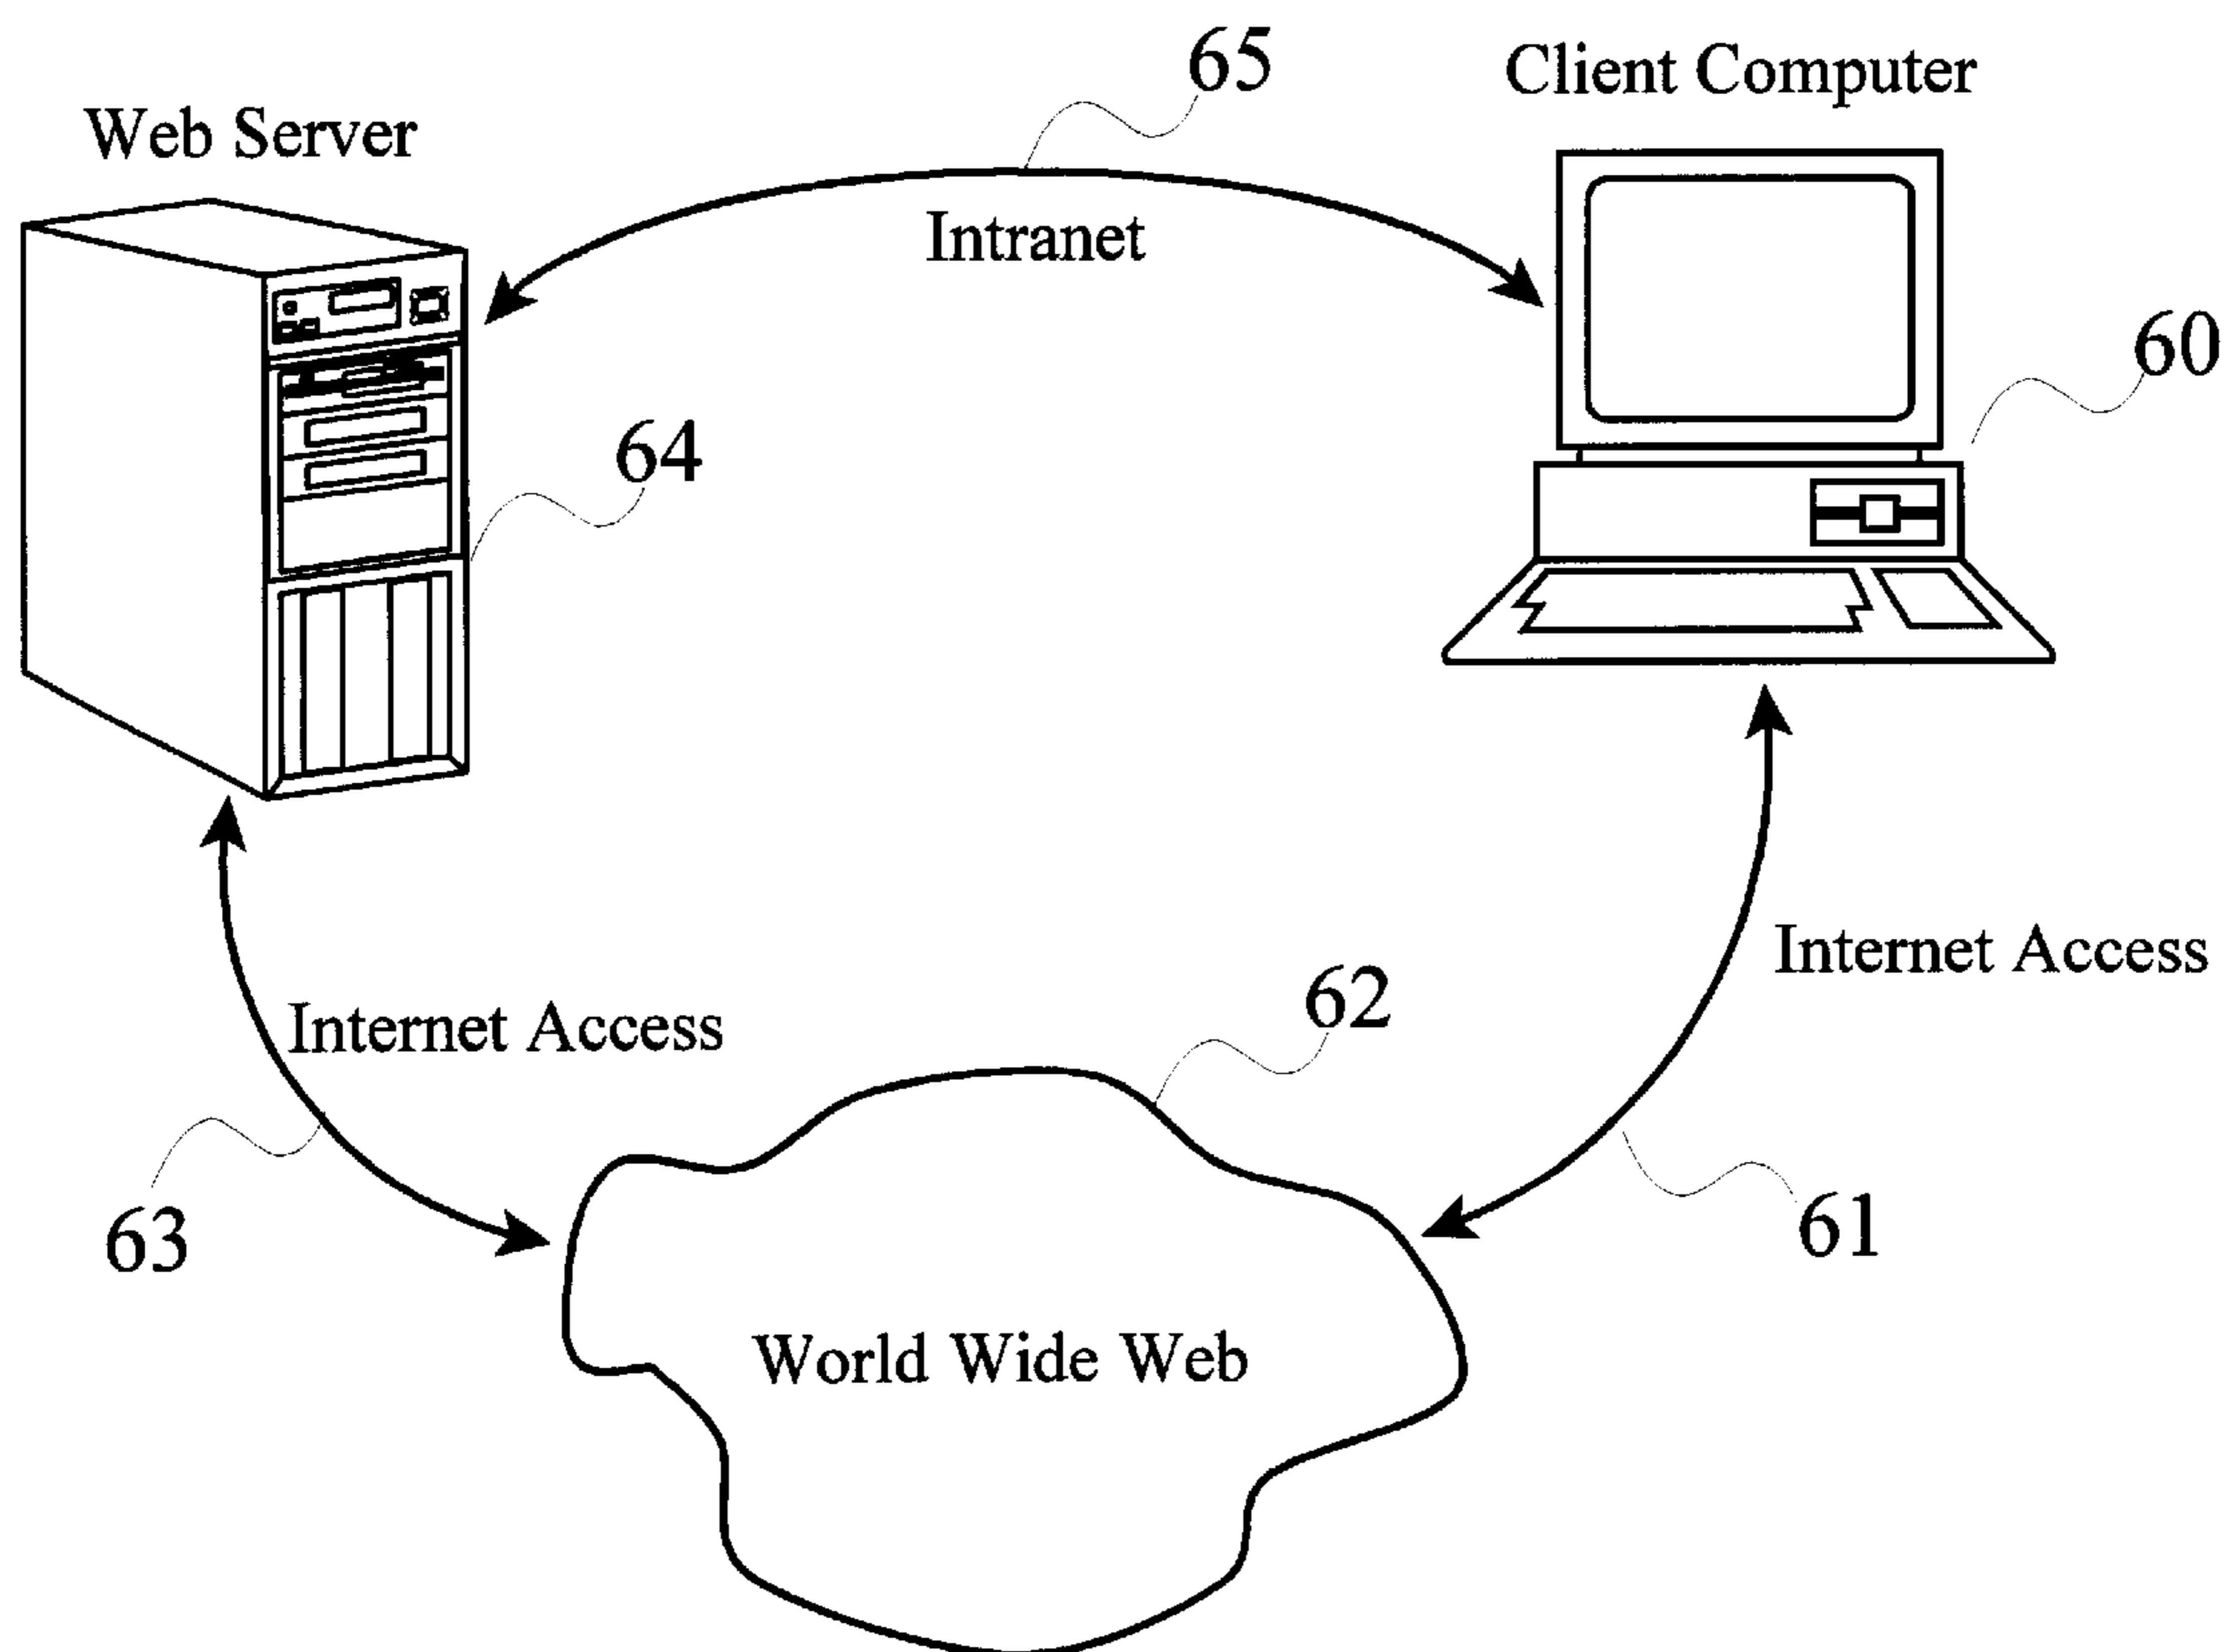 65
Client Computer
Web Server
Intranet
60
64
Internet Access
62
Internet Access
63
61
World Wide Web